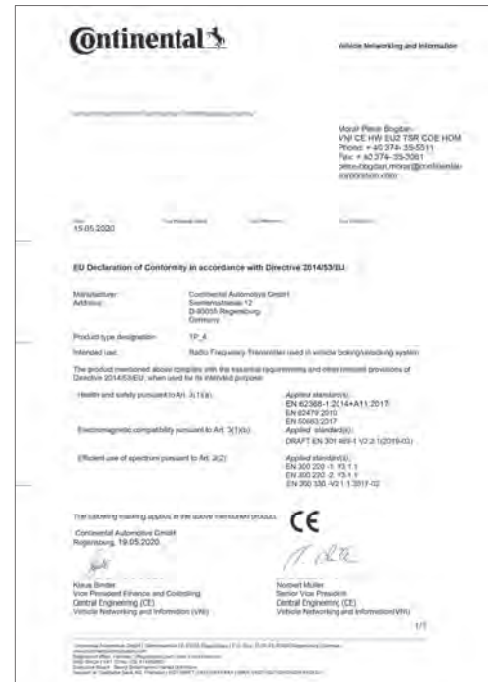 Continental
Vehicle Networking and Information
Morar Petre Bogdan
VNI CE HW EU2 TSR COE HOM
Phone: + 40 374- 35-5511
Fax: + 40 374- 35-3061
15.05.2020
EU Declaration of Conformity in accordance with Directive 2014/53/EU
Manufacturer: Continental Automotive GmbH
Address: Siemensstrasse 12
D-93055 Regensburg
Germany
Product type designation: TP_4
Intended use: Radio Frequency Transmitter used in vehicle locking/unlocking system
The product mentioned above complies with the essential requirements and other relevant provisions of
Directive 2014/53/EU, when used for its intended purpose:
Health and safety pursuant to Art. 3(1)(a): Applied standard(s):
EN 62368-1:2014+A11:2017
EN 62479:2010
EN 50663:2017
Electromagnetic compatibility pursuant to Art. 3(1)(b): Applied standard(s):
DRAFT EN 301 489-1 V2.2.1(2019-03)
Efficient use of spectrum pursuant to Art. 3(2): Applied standard(s):
EN 300 220 -1 V3.1.1
EN 300 220 -2 V3.1.1
EN 300 330 -V2.1.1:2017-02
The following marking applies to the above mentioned product: CE
Continental Automotive GmbH
Regensburg, 19.05.2020
Klaus Binder
Vice President Finance and Controlling
Central Engineering (CE)
Vehicle Networking and Information (VNI)
Norbert Müller
Senior Vice President
Central Engineering (CE)
Vehicle Networking and Information (VNI)
1/1